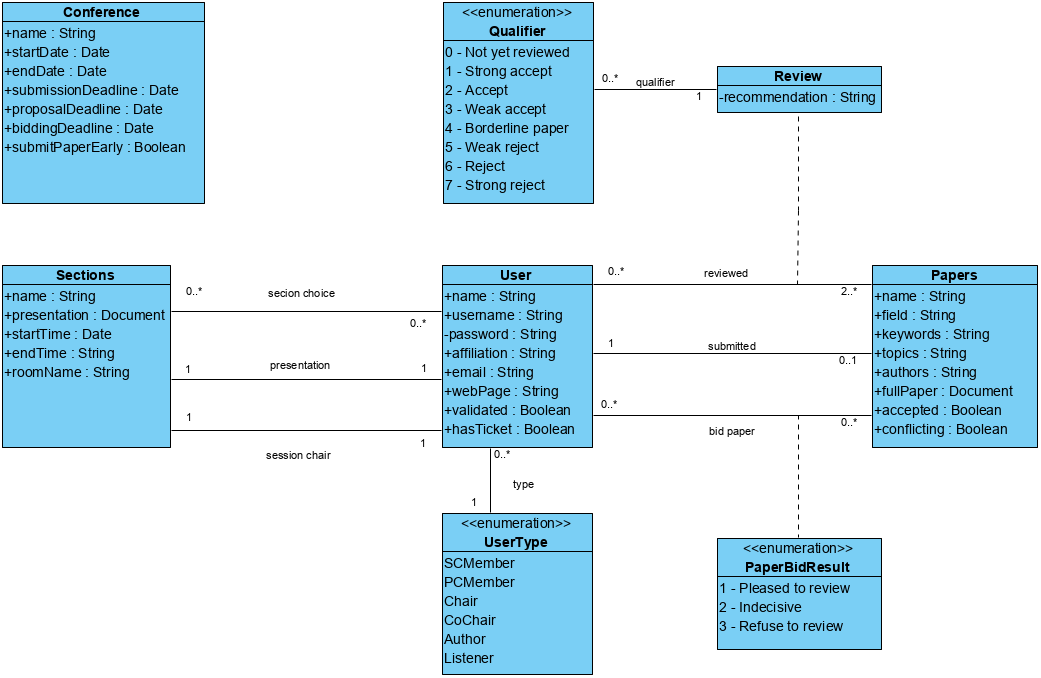 Conference
+name : String
+startDate : Date
+endDate : Date
+submissionDeadline : Date
+proposalDeadline : Date
+biddingDeadline : Date
+submitPaperEarly : Boolean
<<enumeration>>
Qualifier
0 - Not yet reviewed
1 - Strong accept
2 - Accept
3 - Weak accept
4 - Borderline paper
5 - Weak reject
6 - Reject
7 - Strong reject
0..*
qualifier
1
Review
-recommendation : String
Sections
+name : String
+presentation : Document
+startTime : Date
+endTime : String
+roomName : String
0..*
secion choice
0..*
1
presentation
1
1
session chair
1
User
+name : String
+username : String
-password : String
+affiliation : String
+email : String
+webPage : String
+validated : Boolean
+hasTicket : Boolean
0..*
reviewed
2..*
1
submitted
0..1
0..*
bid paper
0..*
Papers
+name : String
+field : String
+keywords : String
+topics : String
+authors : String
+fullPaper : Document
+accepted : Boolean
+conflicting : Boolean
0..*
type
1
<<enumeration>>
UserType
SCMember
PCMember
Chair
CoChair
Author
Listener
<<enumeration>>
PaperBidResult
1 - Pleased to review
2 - Indecisive
3 - Refuse to review